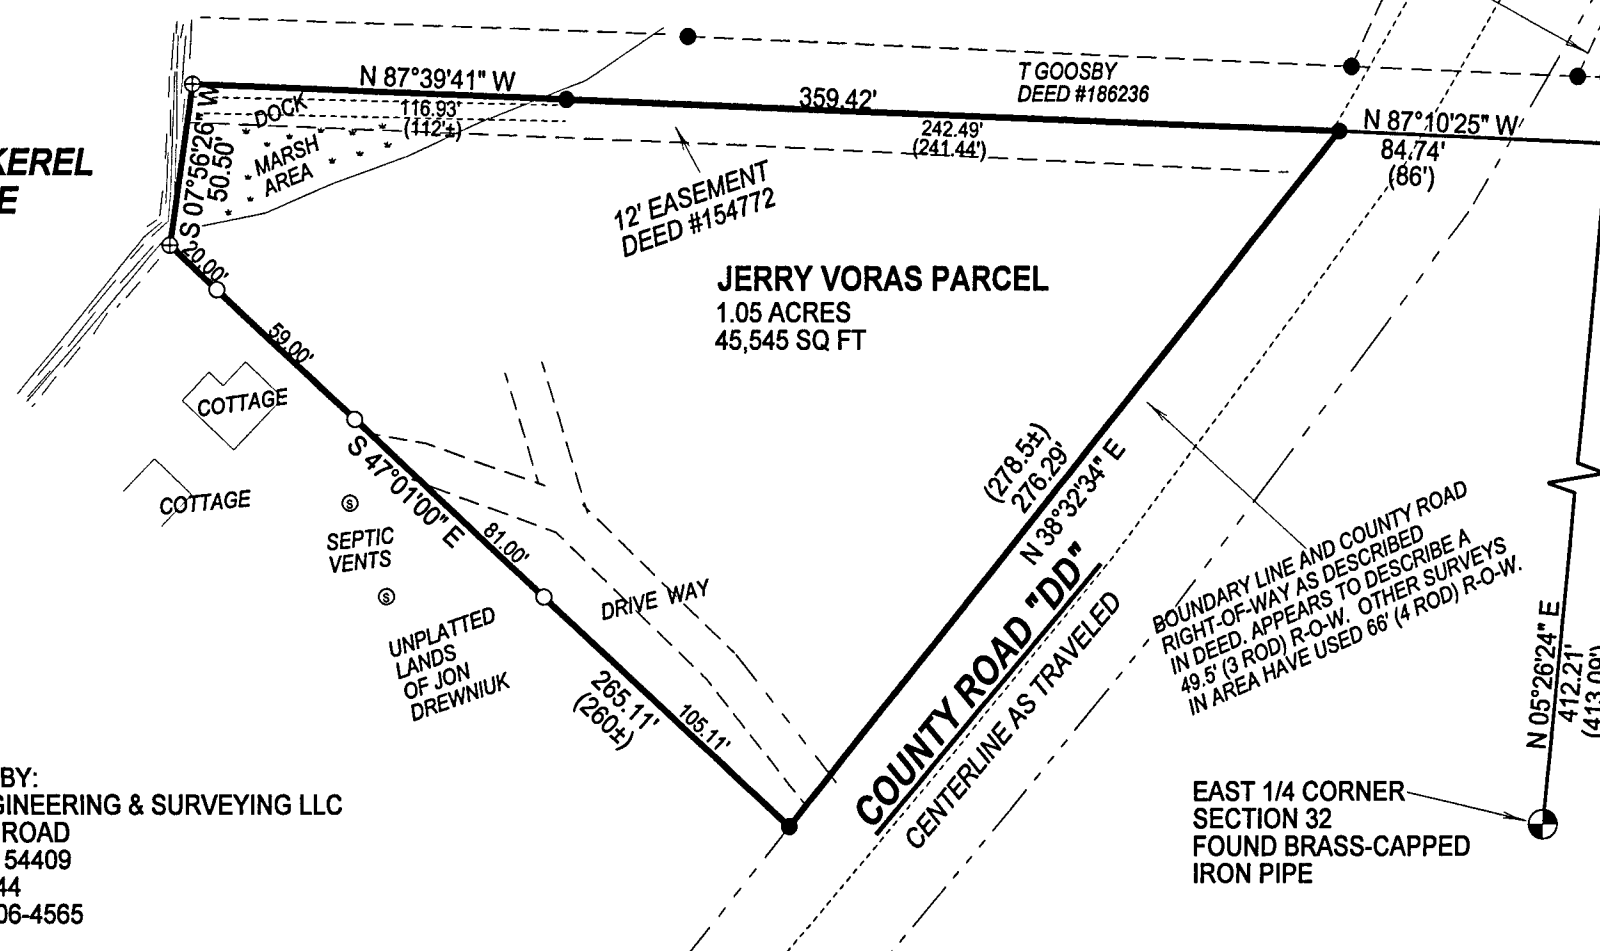 N 87°39'41" W
116.93'
(112'±)
DOCK
MARSH
AREA
359.42'
242.49'
(241.44')
T GOOSBY
DEED #186236
N 87°10'25" W
84.74'
(86')
KEREL
E
S 07°56'26" W
50.50'
12' EASEMENT
DEED #154772
JERRY VORAS PARCEL
1.05 ACRES
45,545 SQ FT
20.00'
59.00'
COTTAGE
COTTAGE
S 47°01'00" E
81.00'
S
SEPTIC
VENTS
S
UNPLATTED
LANDS
OF JON
DREWNIUK
DRIVE WAY
265.11'
(260±)
105.11'
(278.5±)
276.29'
N 38°32'34" E
COUNTY ROAD "DD"
CENTERLINE AS TRAVELED
BOUNDARY LINE AND COUNTY ROAD
RIGHT-OF-WAY AS DESCRIBED
IN DEED. APPEARS TO DESCRIBE A
49.5' (3 ROD) R-O-W. OTHER SURVEYS
IN AREA HAVE USED 66' (4 ROD) R-O-W.
N 05°26'24" E
412.21'
(413.09')
EAST 1/4 CORNER
SECTION 32
FOUND BRASS-CAPPED
IRON PIPE
BY:
GINEERING & SURVEYING LLC
ROAD
54409
44
06-4565